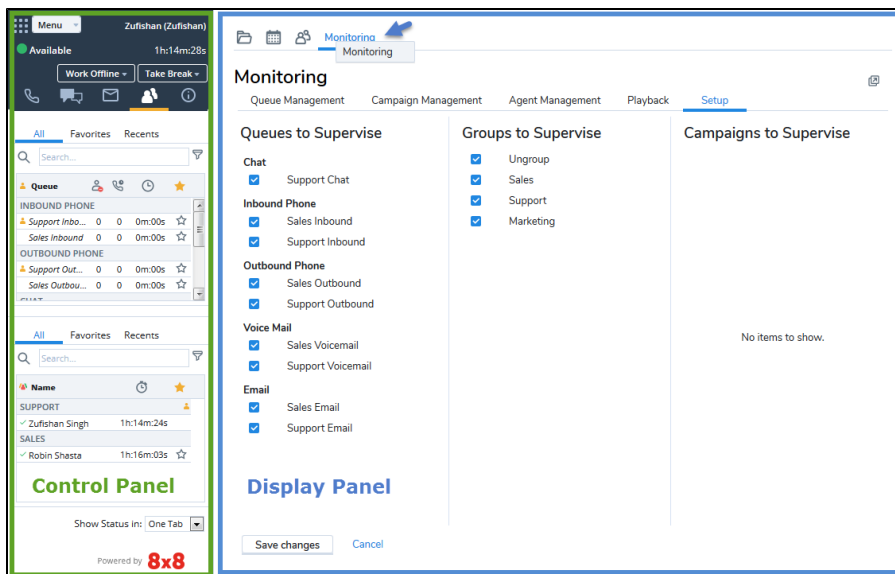 Menu
Zufishan (Zufishan)
Available
1h:14m:28s
Work Offline
Take Break
All Favorites Recents
Search...
Queue
INBOUND PHONE
Support Inbo... 0 0 0m:00s
Sales Inbound 0 0 0m:00s
OUTBOUND PHONE
Support Out... 0 0 0m:00s
Sales Outbou... 0 0 0m:00s
CHAT
All Favorites Recents
Search...
Name
SUPPORT
Zufishan Singh 1h:14m:24s
SALES
Robin Shasta 1h:16m:03s
Control Panel
Show Status in: One Tab
Powered by 8x8
Monitoring
Monitoring
Monitoring
Queue Management Campaign Management Agent Management Playback Setup
Queues to Supervise
Chat
Support Chat
Inbound Phone
Sales Inbound
Support Inbound
Outbound Phone
Sales Outbound
Support Outbound
Voice Mail
Sales Voicemail
Support Voicemail
Email
Sales Email
Support Email
Groups to Supervise
Ungroup
Sales
Support
Marketing
Campaigns to Supervise
No items to show.
Display Panel
Save changes Cancel